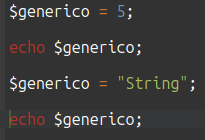 $generico = 5;
echo $generico;
$generico = "String";
echo $generico;